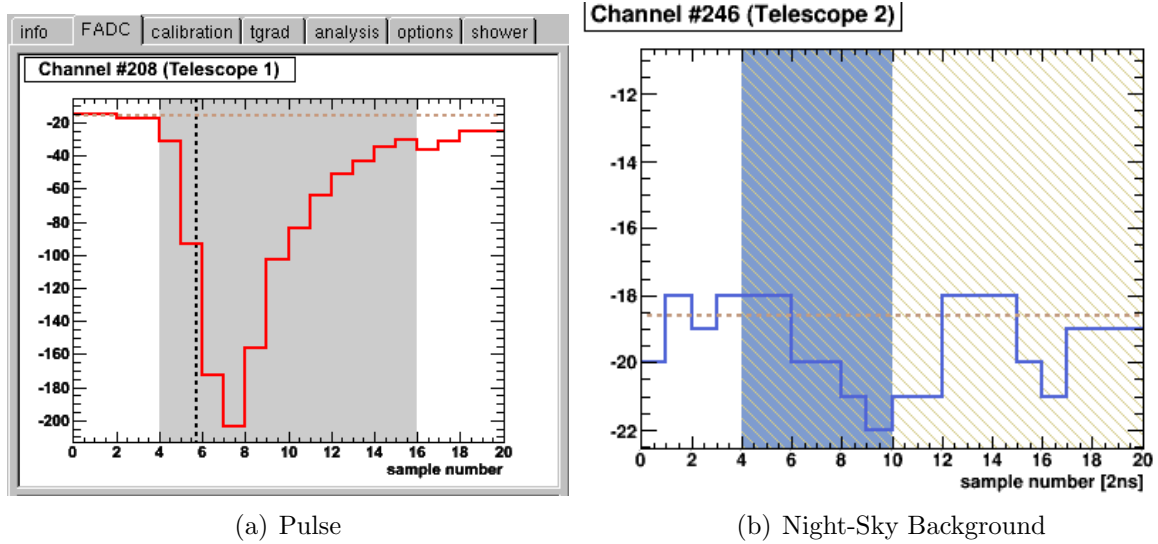 info FADC calibration tgrad analysis options shower
Channel #208 (Telescope 1)
-20
-40
-60
-80
-100
-120
-140
-160
-180
-200
0 2 4 6 8 10 12 14 16 18 20
sample number
(a) Pulse
Channel #246 (Telescope 2)
-12
-14
-16
-18
-20
-22
0 2 4 6 8 10 12 14 16 18 20
sample number [2ns]
(b) Night-Sky Background